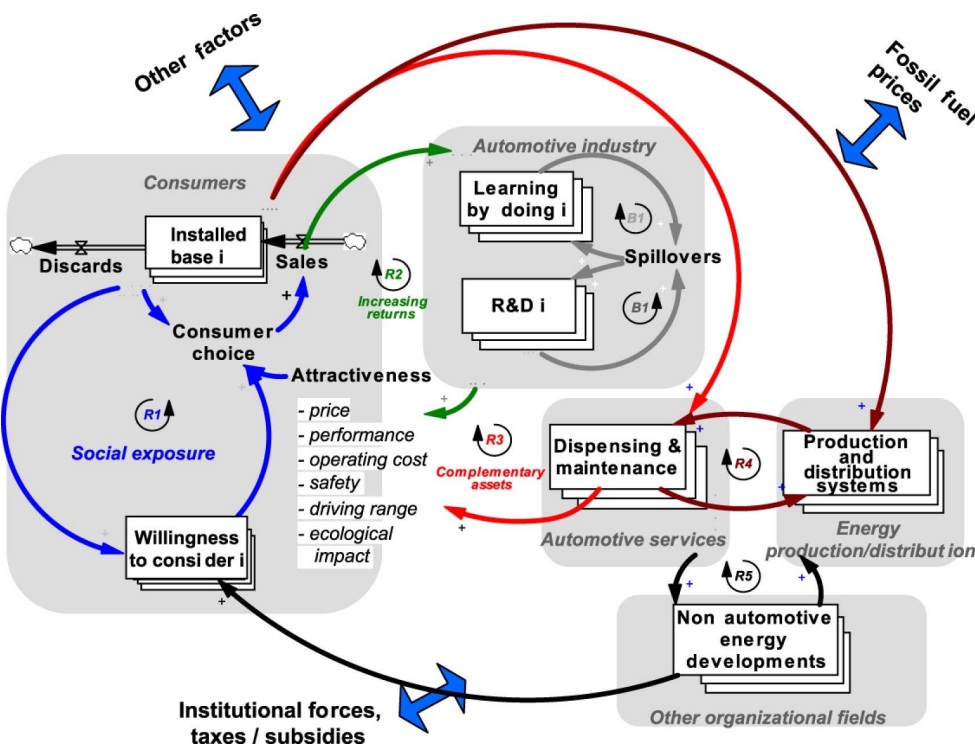 Other factors
Fossil fuel
prices
Consumers
Installed
base i
Discards
Sales
Consumer
choice
Attractiveness
- price
- performance
- operating cost
- safety
- driving range
- ecological
impact
R1
Social exposure
Willingness
to consider i
R2
Increasing
returns
Automotive industry
Learning
by doing i
B1
Spillovers
R&D i
B1
R3
Complementary
assets
Dispensing &
maintenance
Automotive services
R4
Production
and
distribution
systems
Energy
production/distribution
R5
Non automotive
energy
developments
Other organizational fields
Institutional forces,
taxes / subsidies